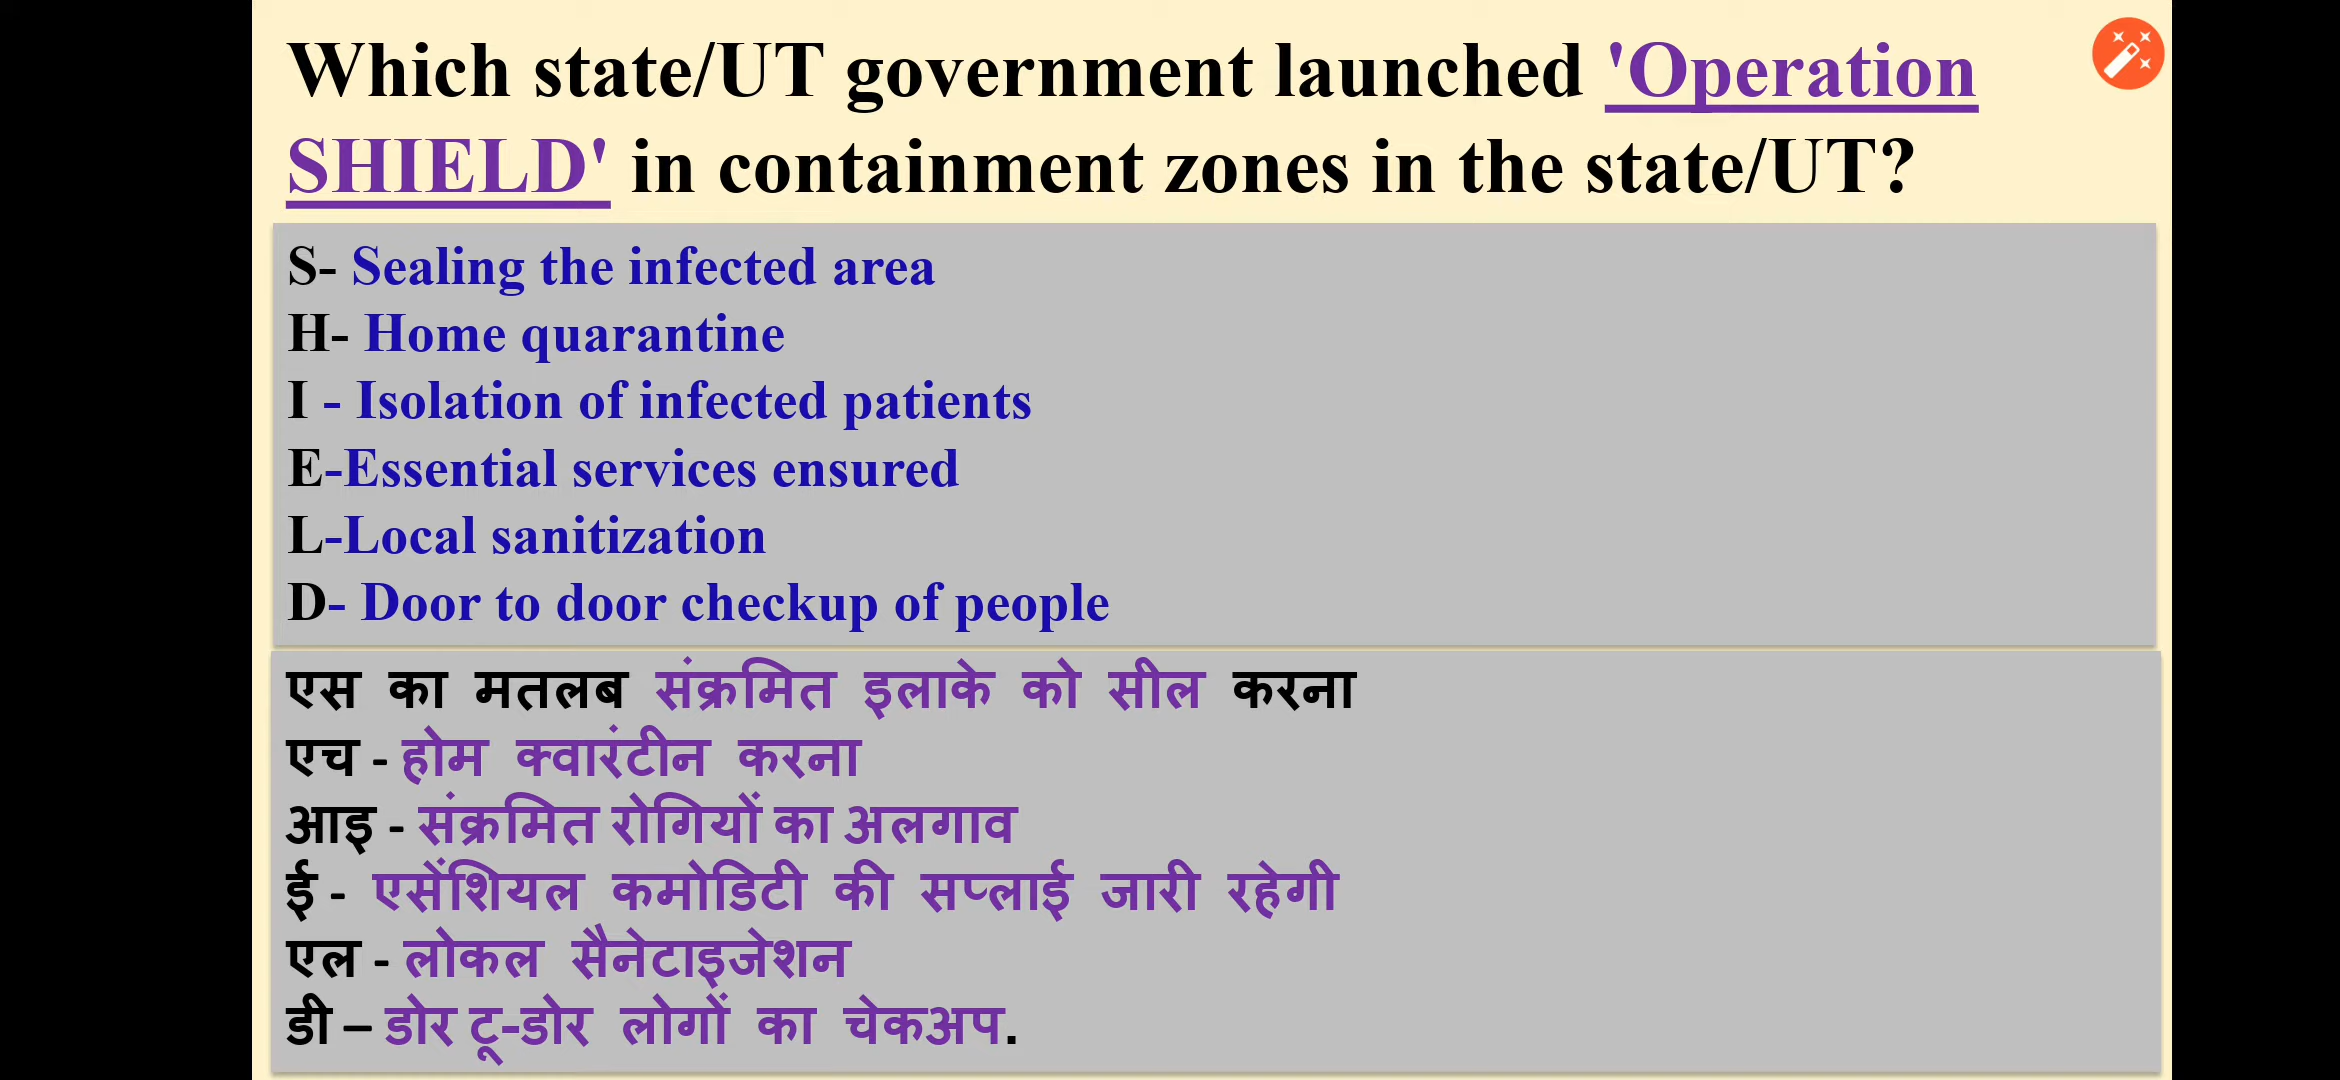 Which state/UT government launched 'Operation
SHIELD' in containment zones in the state/UT?
S- Sealing the infected area
H- Home quarantine
I - Isolation of infected patients
E-Essential services ensured
L-Local sanitization
D- Door to door checkup of people
एस का मतलब संक्रमित इलाके को सील करना
एच - होम क्वारंटीन करना
आइ - संक्रमित रोगियों का अलगाव
ई - एसेंशियल कमोडिटी की सप्लाई जारी रहेगी
एल - लोकल सैनेटाइजेशन
डी – डोर टू-डोर लोगों का चेकअप.